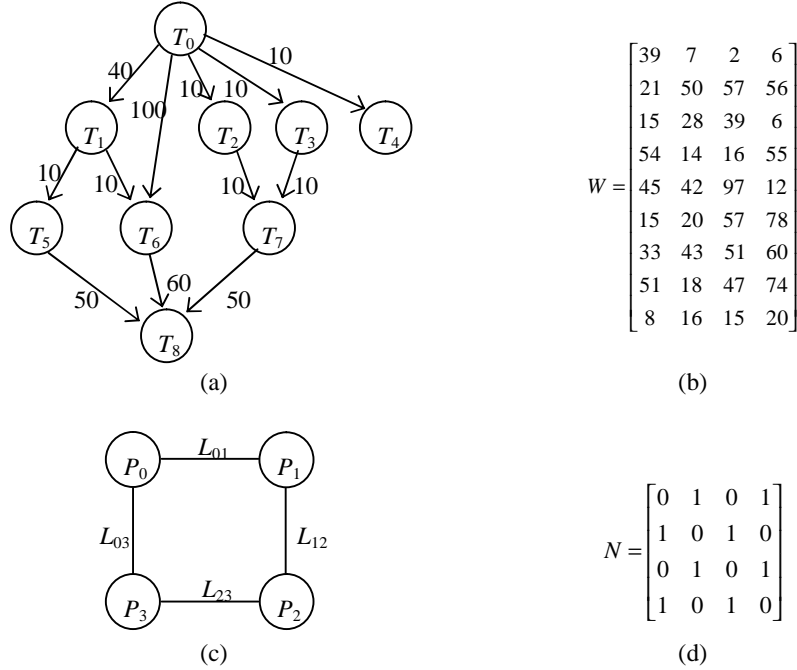 T0
40
100
10
10
10
T1
T2
T3
T4
10
10
10
10
T5
T6
T7
50
60
50
T8
(a)
W =
39 7 2 6
21 50 57 56
15 28 39 6
54 14 16 55
45 42 97 12
15 20 57 78
33 43 51 60
51 18 47 74
8 16 15 20
(b)
P0
L01
P1
L03
L12
P3
L23
P2
(c)
N =
0 1 0 1
1 0 1 0
0 1 0 1
1 0 1 0
(d)